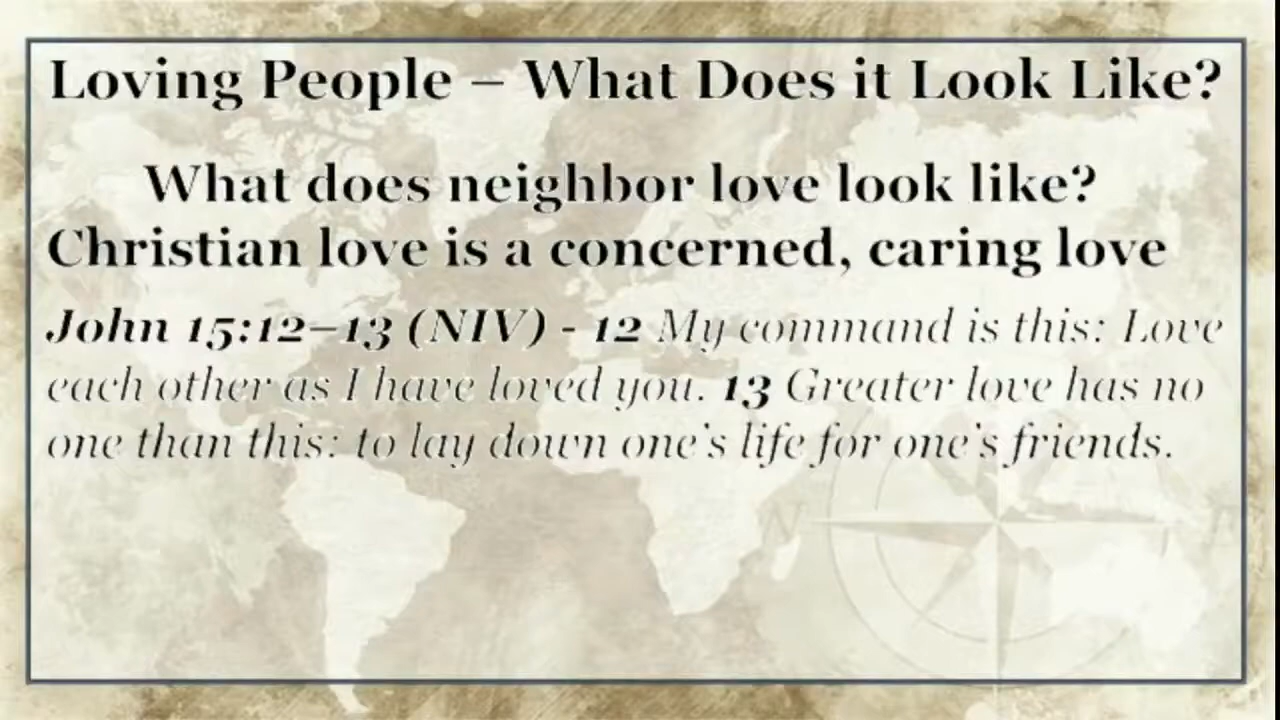 Loving People – What Does it Look Like?
What does neighbor love look like?
Christian love is a concerned, caring love
John 15:12–13 (NIV) - 12 My command is this: Love
each other as I have loved you. 13 Greater love has no
one than this: to lay down one's life for one's friends.
W